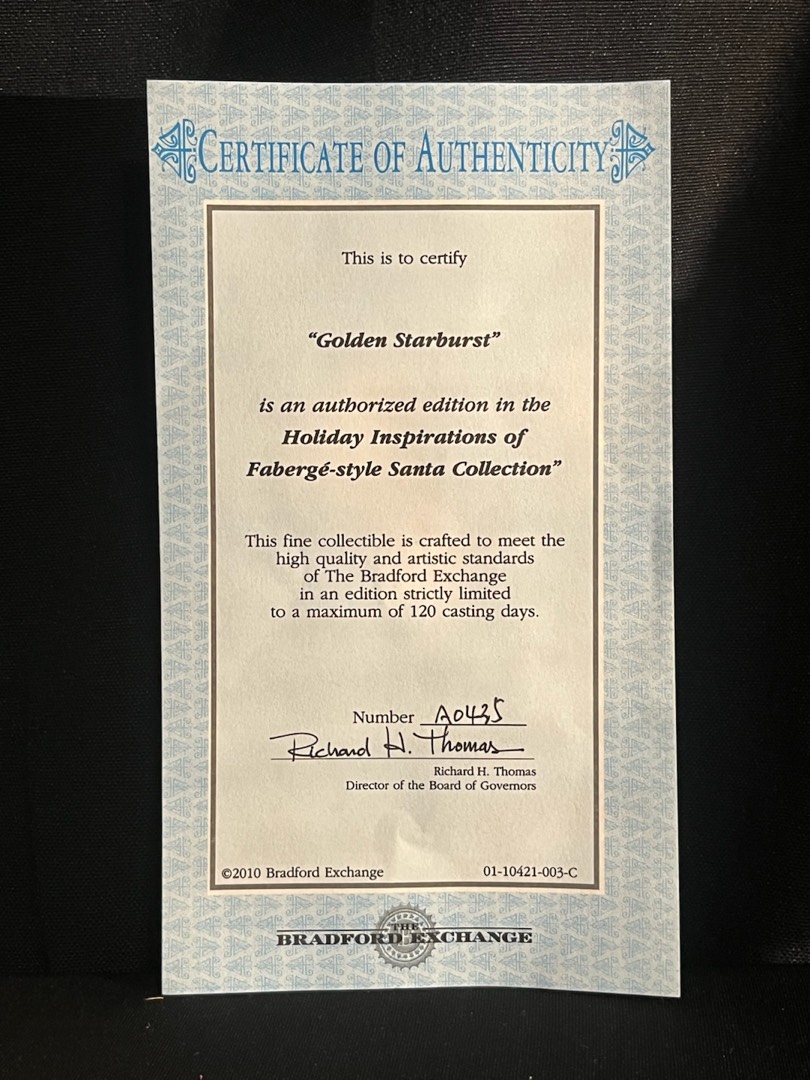 CERTIFICATE OF AUTHENTICITY
This is to certify
“Golden Starburst”
is an authorized edition in the
Holiday Inspirations of
Fabergé-style Santa Collection”
This fine collectible is crafted to meet the
high quality and artistic standards
of The Bradford Exchange
in an edition strictly limited
to a maximum of 120 casting days.
Number A0435
Richard H. Thomas
Richard H. Thomas
Director of the Board of Governors
©2010 Bradford Exchange 01-10421-003-C
THE
BRADFORD EXCHANGE